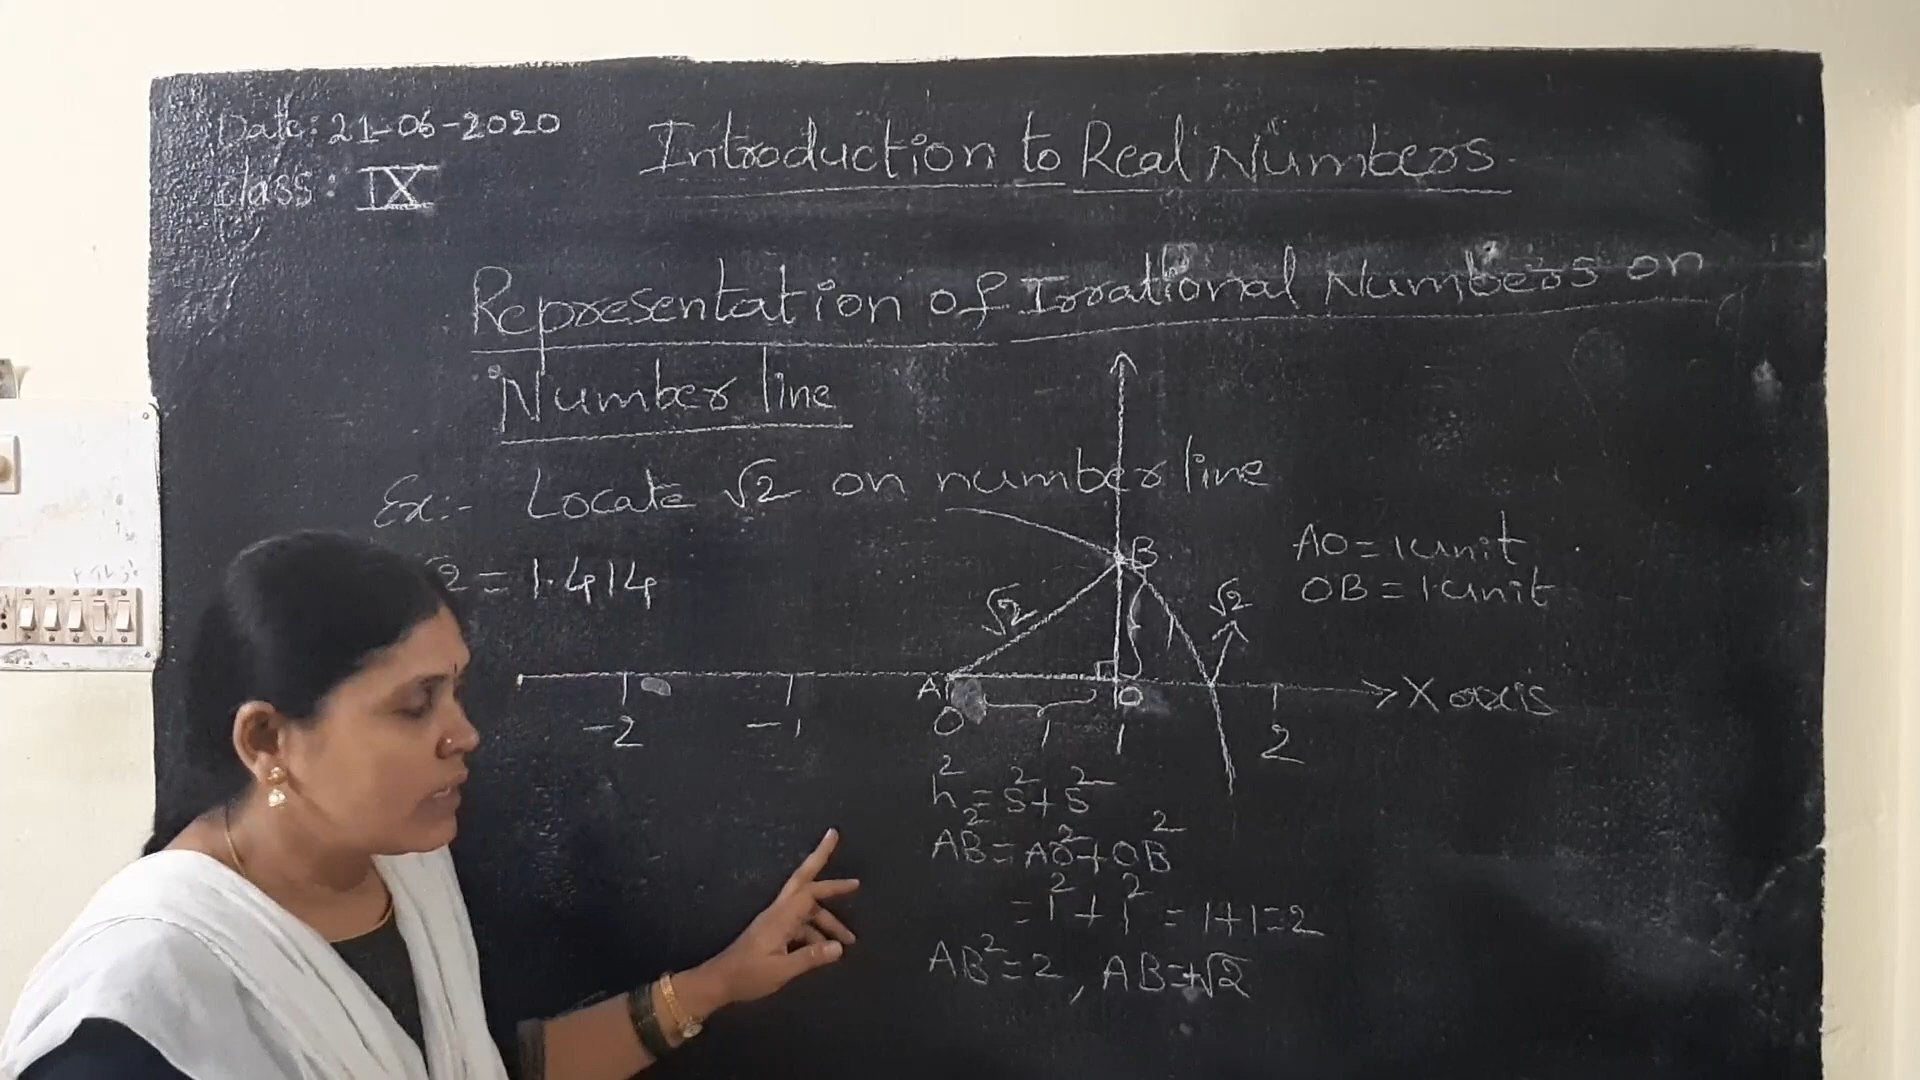 Date: 21-06-2020
class: IX
Introduction to Real Numbers
Representation of Irrational Numbers on
Number line
Ex:- Locate √2 on number line
2 = 1.414
AO = 1 unit
OB = 1 unit
B
√2
1
√2
A
O
X axis
-2
-1
0
1
1
2
h² = s² + s²
AB² = AO² + OB²
= 1² + 1² = 1+1=2
AB² = 2, AB=+√2